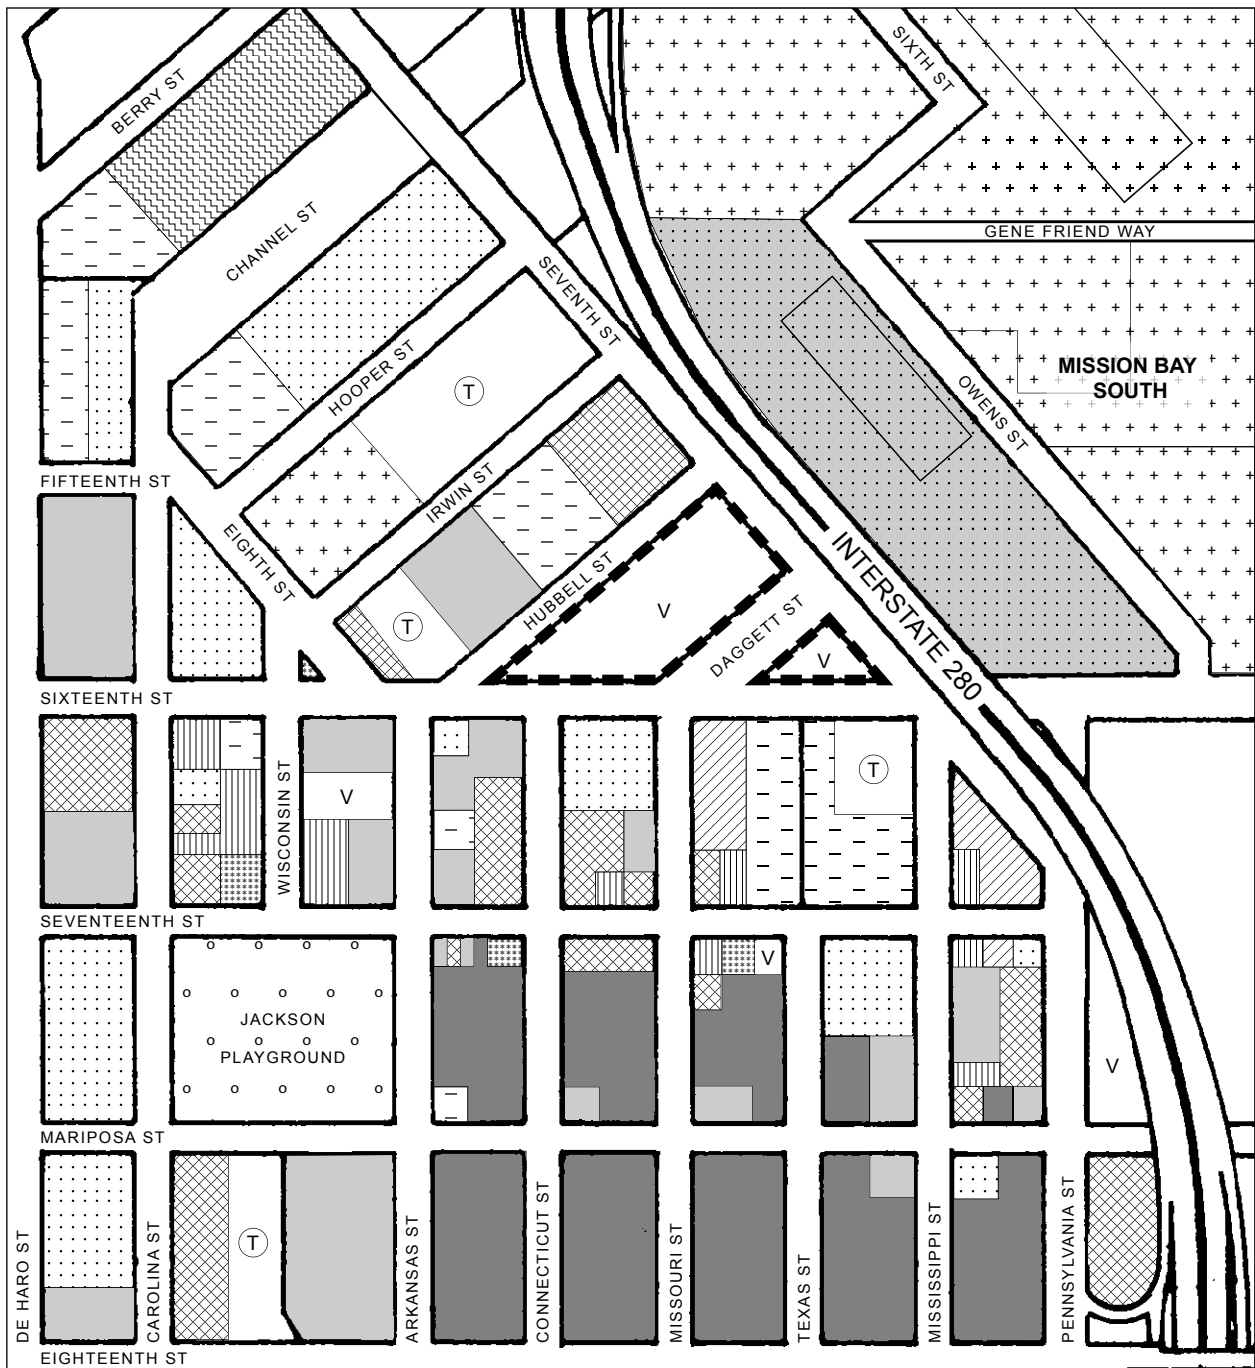 SIXTH ST
BERRY ST
CHANNEL ST
GENE FRIEND WAY
SEVENTH ST
MISSION BAY
SOUTH
HOOPER ST
T
OWENS ST
FIFTEENTH ST
IRWIN ST
EIGHTH ST
INTERSTATE 280
HUBBELL ST
V
T
DAGGETT ST
V
SIXTEENTH ST
WISCONSIN ST
V
T
SEVENTEENTH ST
V
JACKSON
PLAYGROUND
V
MARIPOSA ST
T
DE HARO ST
CAROLINA ST
ARKANSAS ST
CONNECTICUT ST
MISSOURI ST
TEXAS ST
MISSISSIPPI ST
PENNSYLVANIA ST
EIGHTEENTH ST